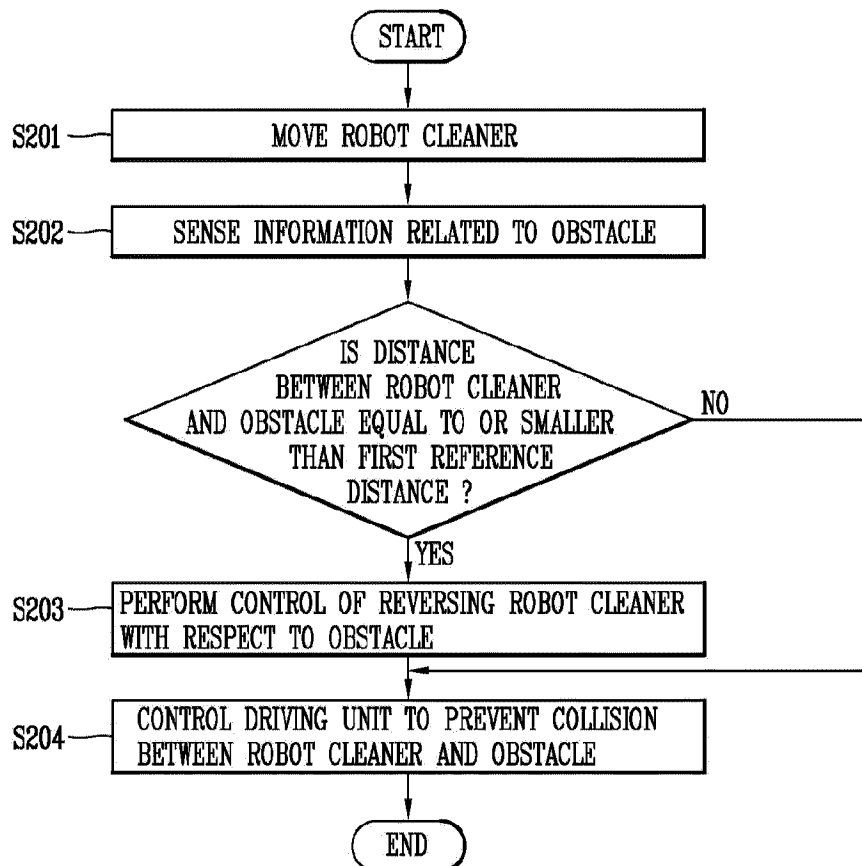 START
S201
MOVE ROBOT CLEANER
S202
SENSE INFORMATION RELATED TO OBSTACLE
IS DISTANCE
BETWEEN ROBOT CLEANER
AND OBSTACLE EQUAL TO OR SMALLER
THAN FIRST REFERENCE
DISTANCE ?
NO
YES
S203
PERFORM CONTROL OF REVERSING ROBOT CLEANER
WITH RESPECT TO OBSTACLE
S204
CONTROL DRIVING UNIT TO PREVENT COLLISION
BETWEEN ROBOT CLEANER AND OBSTACLE
END